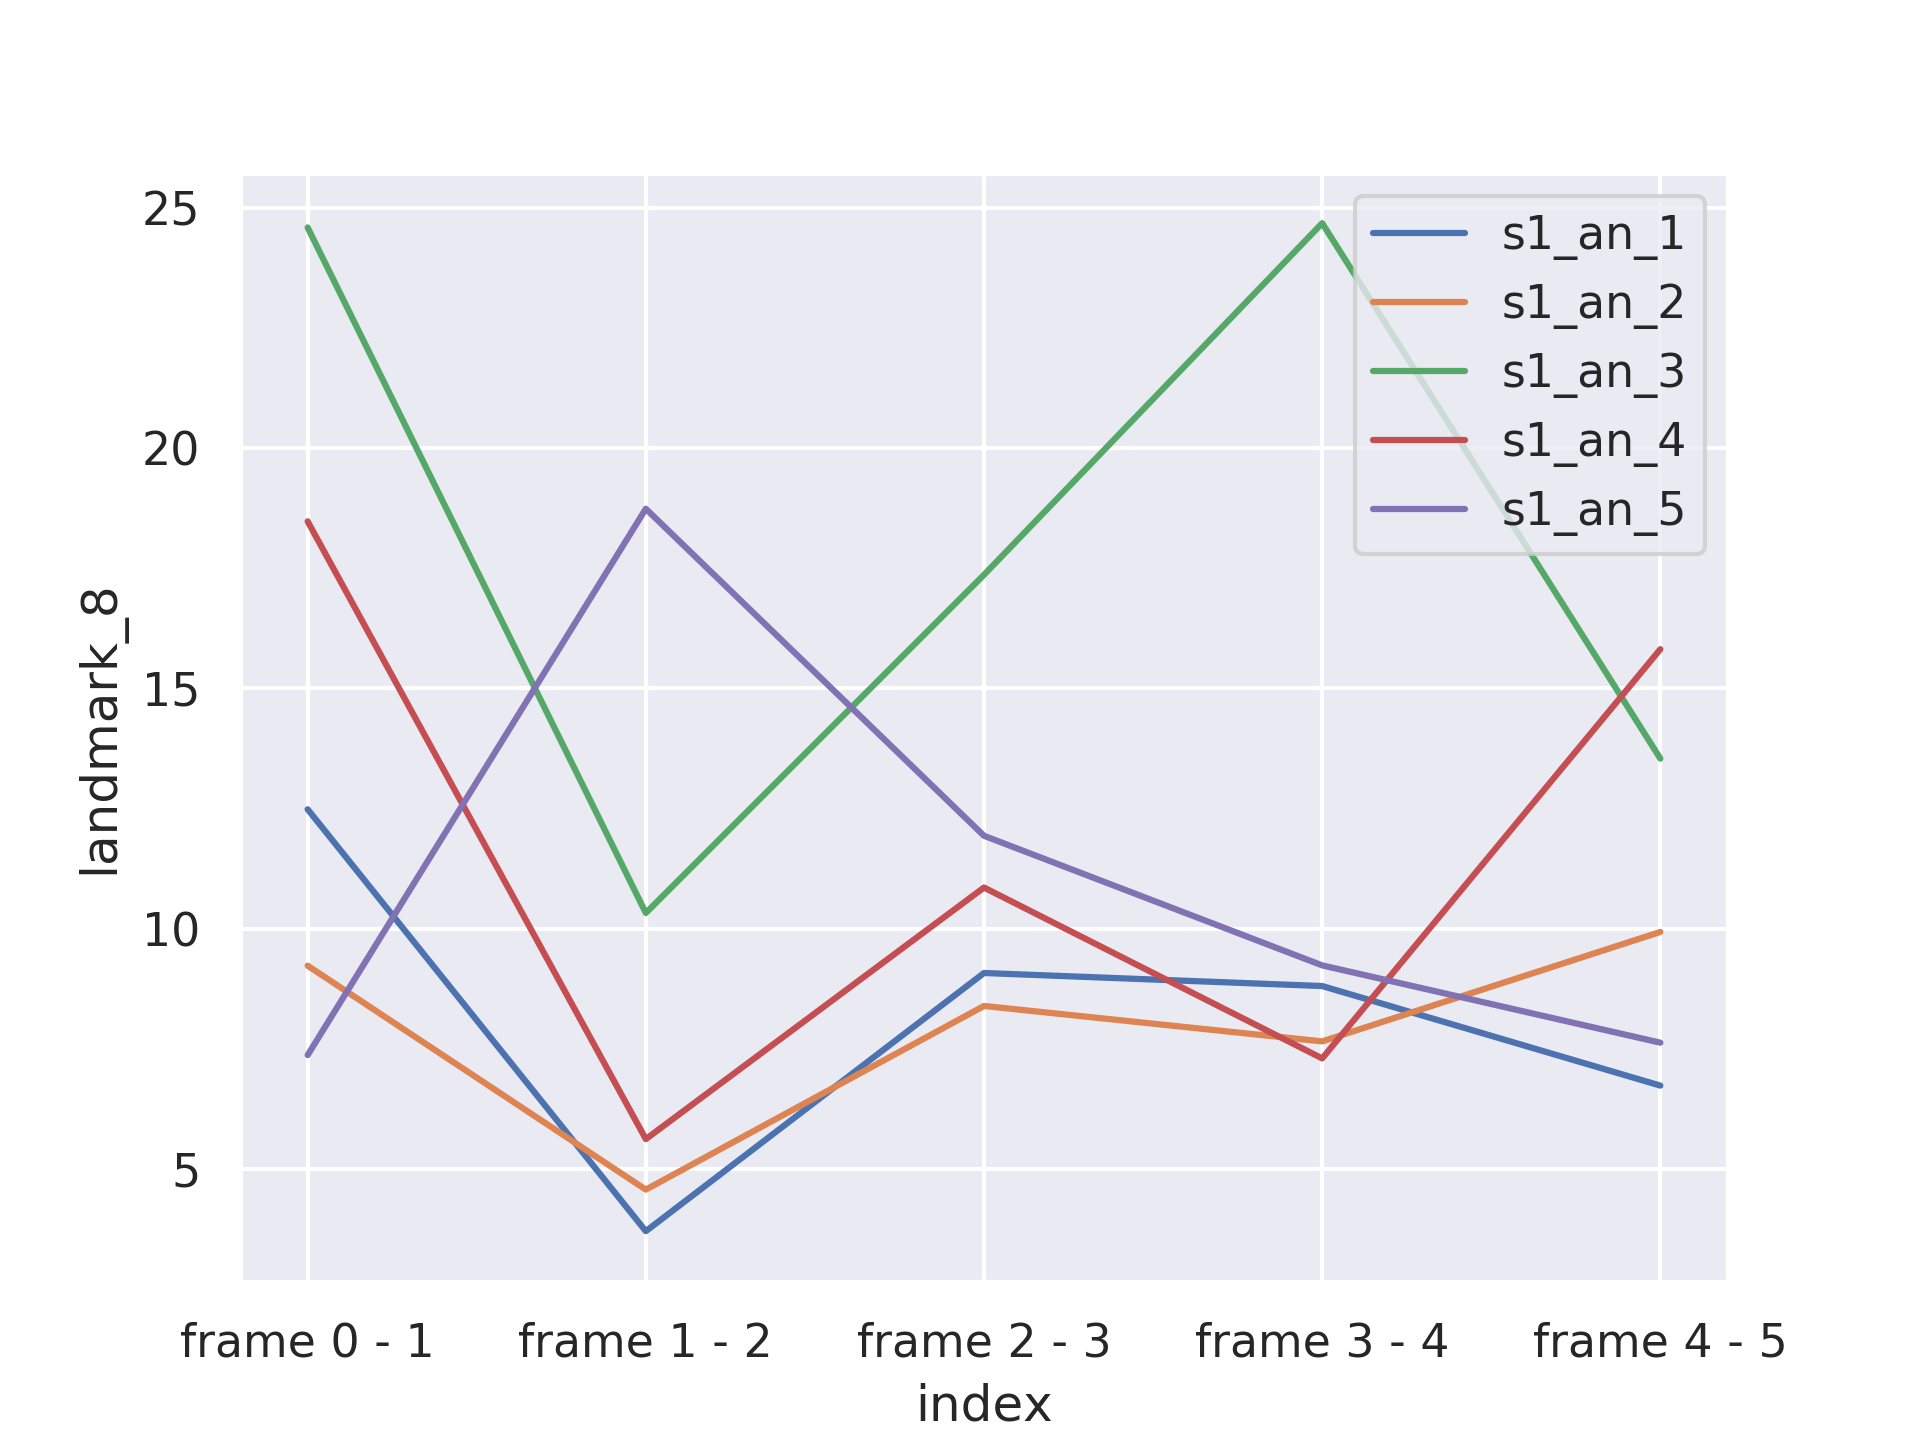 25
20
15
10
5
landmark_8
s1_an_1
s1_an_2
s1_an_3
s1_an_4
s1_an_5
frame 0 - 1
frame 1 - 2
frame 2 - 3
frame 3 - 4
frame 4 - 5
index